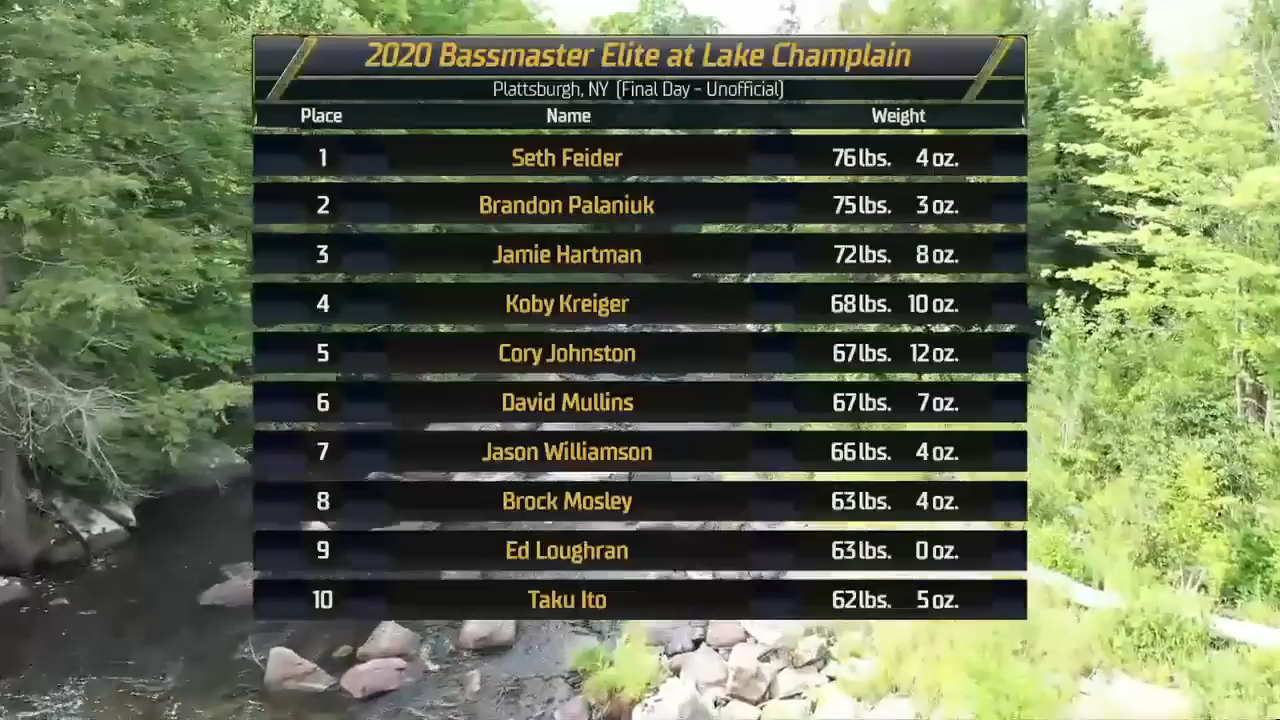 2020 Bassmaster Elite at Lake Champlain
Plattsburgh, NY (Final Day - Unofficial)
Place Name Weight
1 Seth Feider 76 lbs. 4 oz.
2 Brandon Palaniuk 75 lbs. 3 oz.
3 Jamie Hartman 72 lbs. 8 oz.
4 Koby Kreiger 68 lbs. 10 oz.
5 Cory Johnston 67 lbs. 12 oz.
6 David Mullins 67 lbs. 7 oz.
7 Jason Williamson 66 lbs. 4 oz.
8 Brock Mosley 63 lbs. 4 oz.
9 Ed Loughran 63 lbs. 0 oz.
10 Taku Ito 62 lbs. 5 oz.